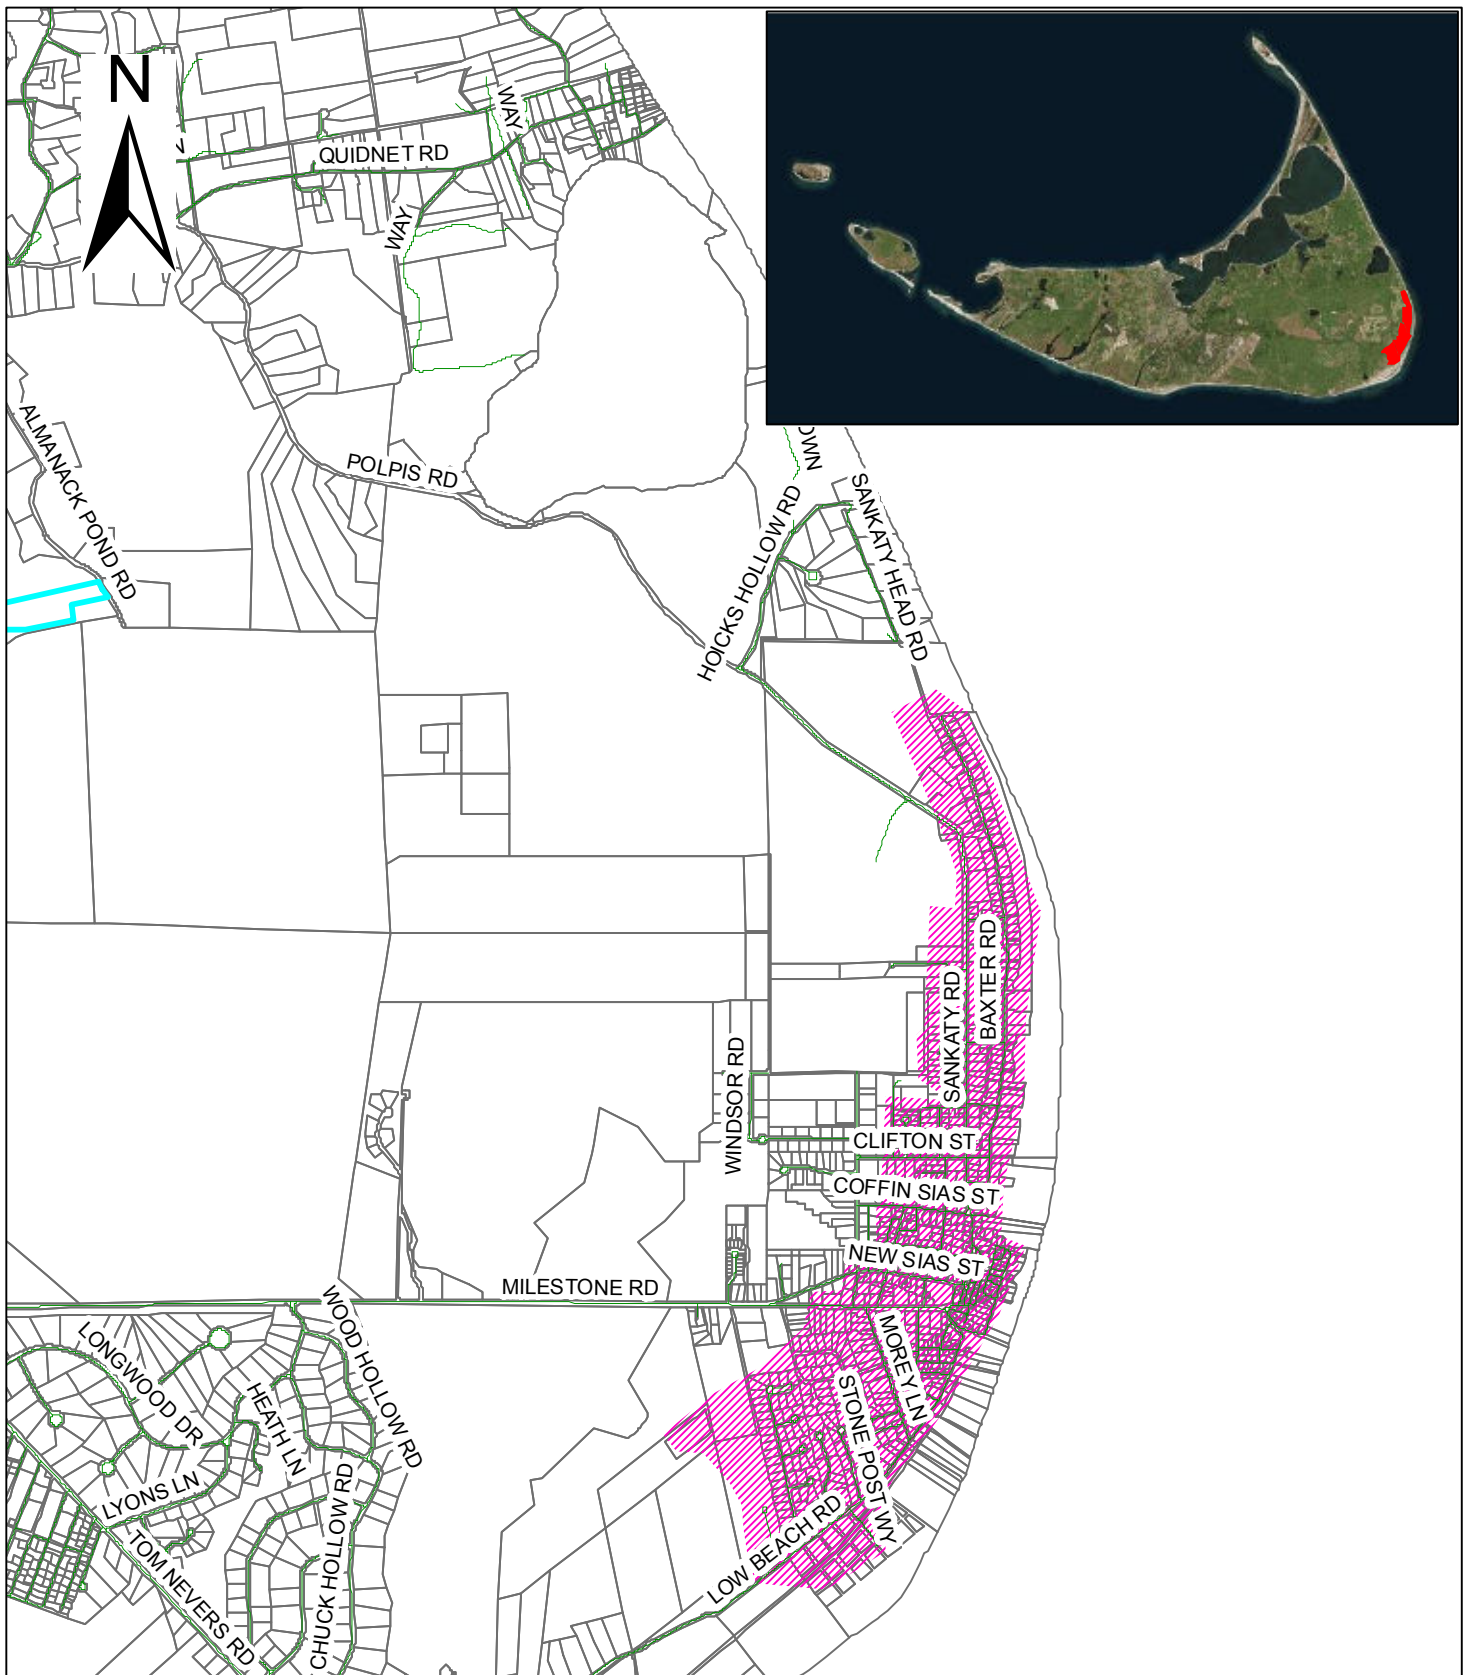 N
WAY
QUIDNET RD
WAY
ALMANACK POND RD
POLPIS RD
HOICKS HOLLOW RD
SANKATY HEAD RD
BAXTER RD
SANKATY RD
WINDSOR RD
CLIFTON ST
COFFIN SIAS ST
NEW SIAS ST
MILESTONE RD
WOOD HOLLOW RD
LONGWOOD DR
HEATH LN
MOREY LN
STONE POST WY
LYONS LN
CHUCK HOLLOW RD
LOW BEACH RD
TOM NEVERS RD